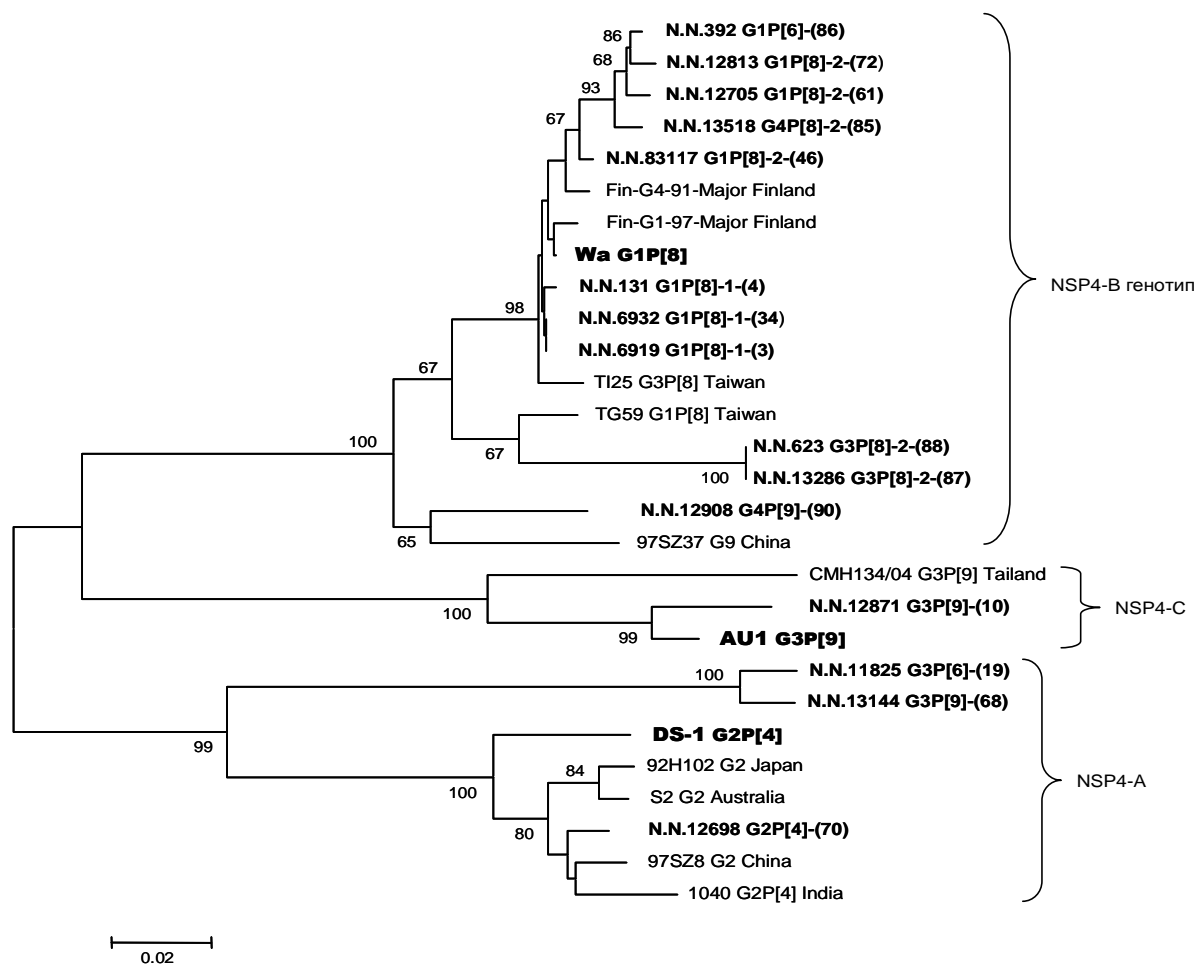 N.N.392 G1P[6]-(86)
86
N.N.12813 G1P[8]-2-(72)
68
N.N.12705 G1P[8]-2-(61)
93
N.N.13518 G4P[8]-2-(85)
67
N.N.83117 G1P[8]-2-(46)
Fin-G4-91-Major Finland
Fin-G1-97-Major Finland
Wa G1P[8]
NSP4-B генотип
N.N.131 G1P[8]-1-(4)
98
N.N.6932 G1P[8]-1-(34)
N.N.6919 G1P[8]-1-(3)
67
TI25 G3P[8] Taiwan
TG59 G1P[8] Taiwan
100
67
N.N.623 G3P[8]-2-(88)
100
N.N.13286 G3P[8]-2-(87)
N.N.12908 G4P[9]-(90)
65
97SZ37 G9 China
CMH134/04 G3P[9] Tailand
100
N.N.12871 G3P[9]-(10)
NSP4-C
99
AU1 G3P[9]
100
N.N.11825 G3P[6]-(19)
N.N.13144 G3P[9]-(68)
99
DS-1 G2P[4]
84
92H102 G2 Japan
NSP4-A
100
S2 G2 Australia
80
N.N.12698 G2P[4]-(70)
97SZ8 G2 China
1040 G2P[4] India
0.02